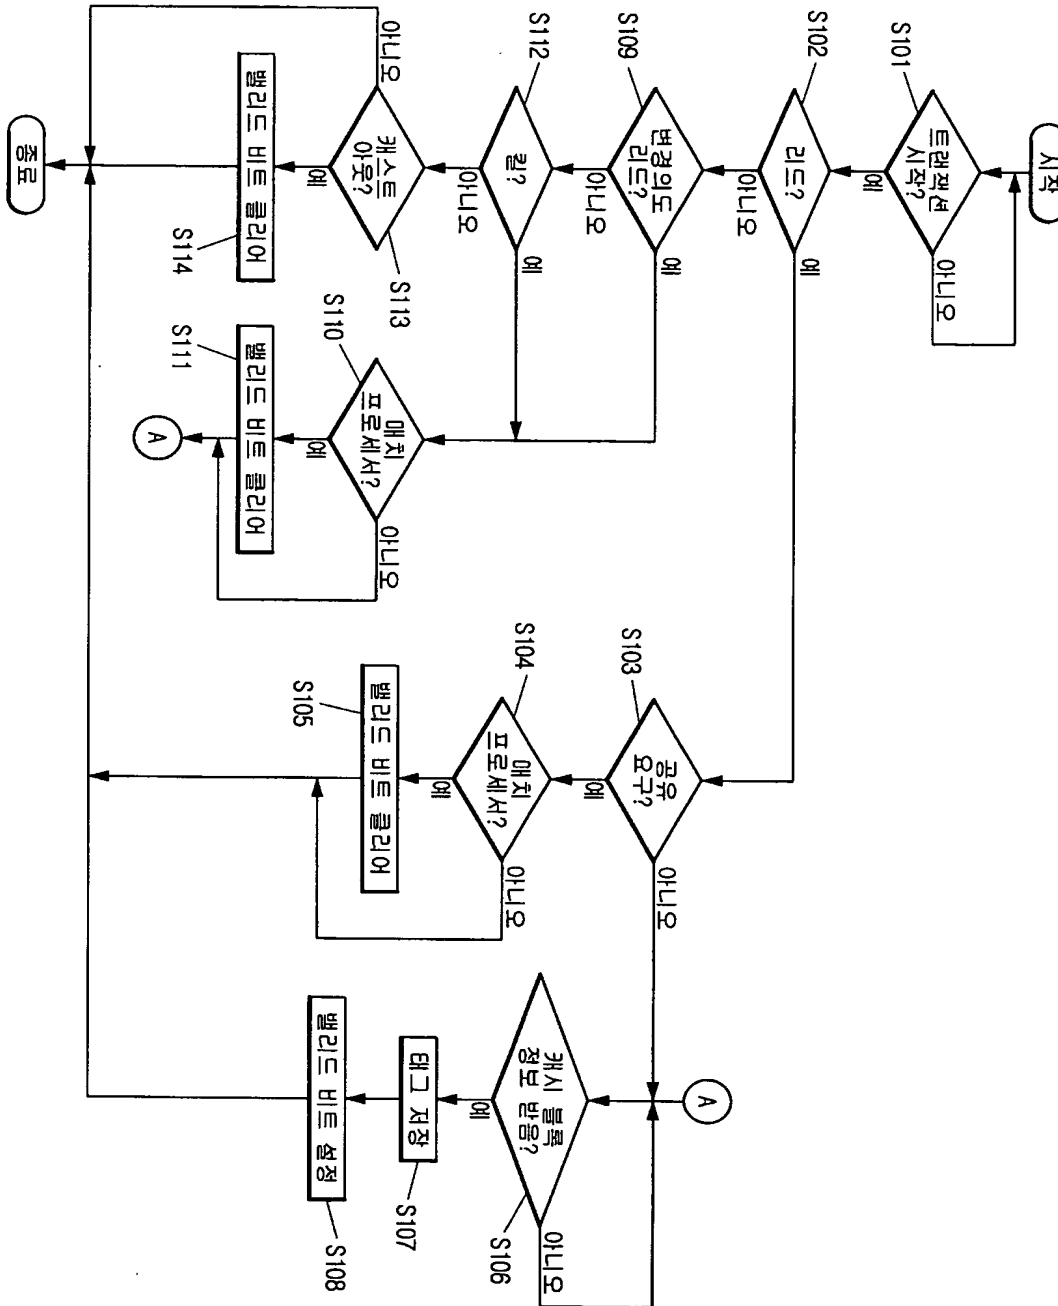 시작
S101
트랜잭션
시작?
예
아니오
S102
리드?
아니오
예
S109
변경의도
리드?
아니오
예
S112
킬?
아니오
예
캐스트
아웃?
S113
아니오
예
밸리드 비트 클리어
S114
종료
S110
매치
프로세서?
예
아니오
밸리드 비트 클리어
S111
A
S103
공유
요구?
예
아니오
S104
매치
프로세서?
예
아니오
밸리드 비트 클리어
S105
A
캐시 블록
정보 받음?
S106
예
아니오
태그 저장
S107
밸리드 비트 설정
S108